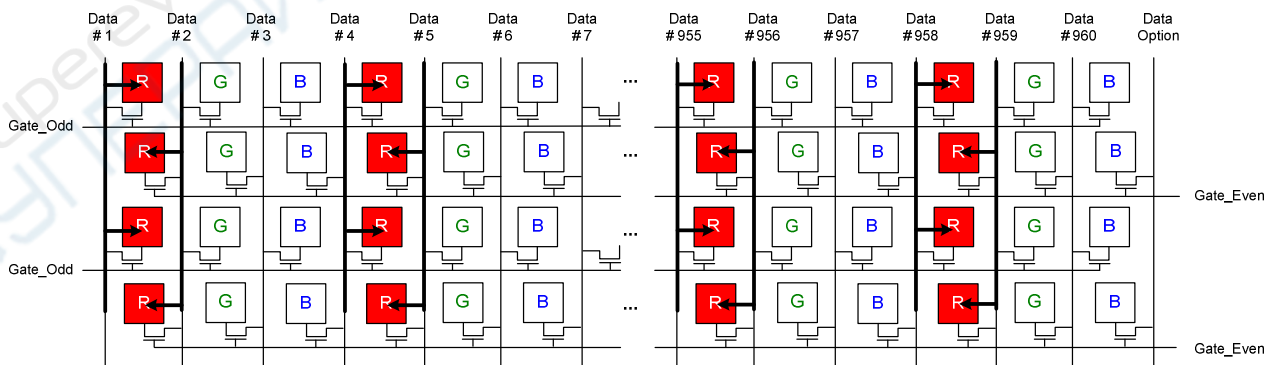 Data #1 Data #2 Data #3 Data #4 Data #5 Data #6 Data #7 Data #955 Data #956 Data #957 Data #958 Data #959 Data #960 Data Option
R G B R G B ... R G B R G B
Gate_Odd
R G B R G B ... R G B R G B
Gate_Even
R G B R G B ... R G B R G B
Gate_Odd
R G B R G B ... R G B R G B
Gate_Even